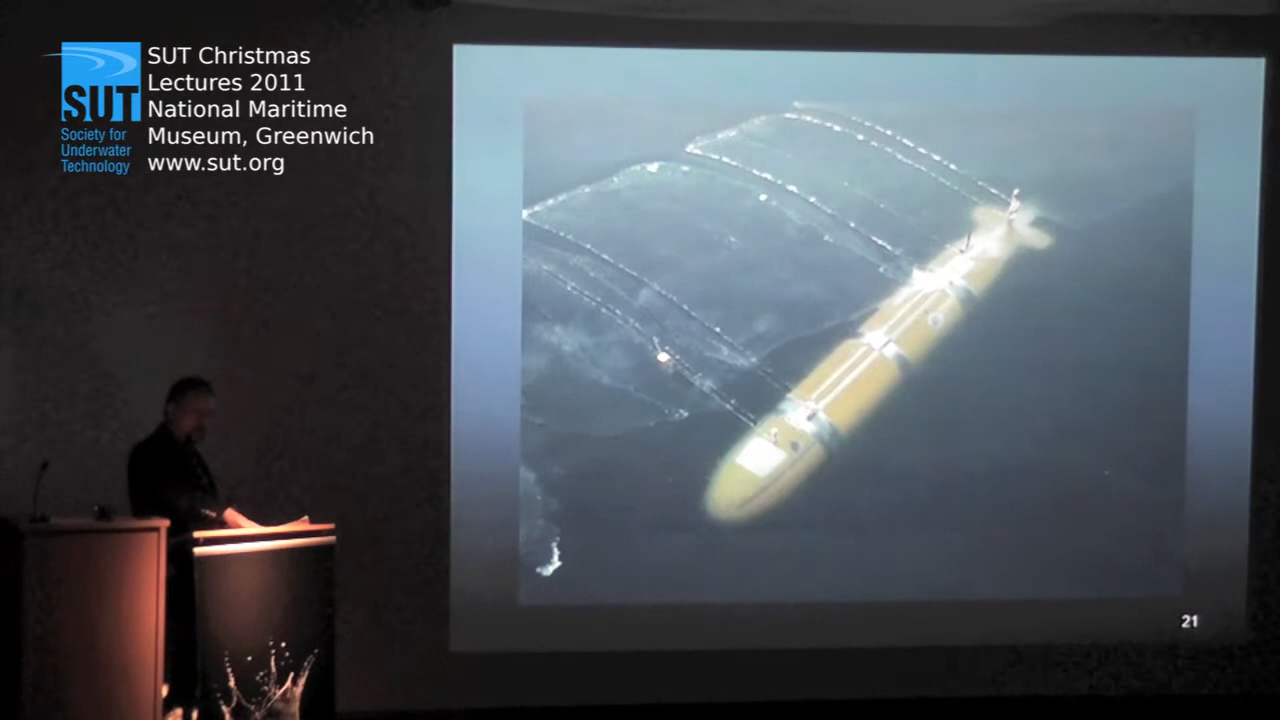 SUT Christmas
Lectures 2011
National Maritime
Museum, Greenwich
www.sut.org
SUT
Society for
Underwater
Technology
21